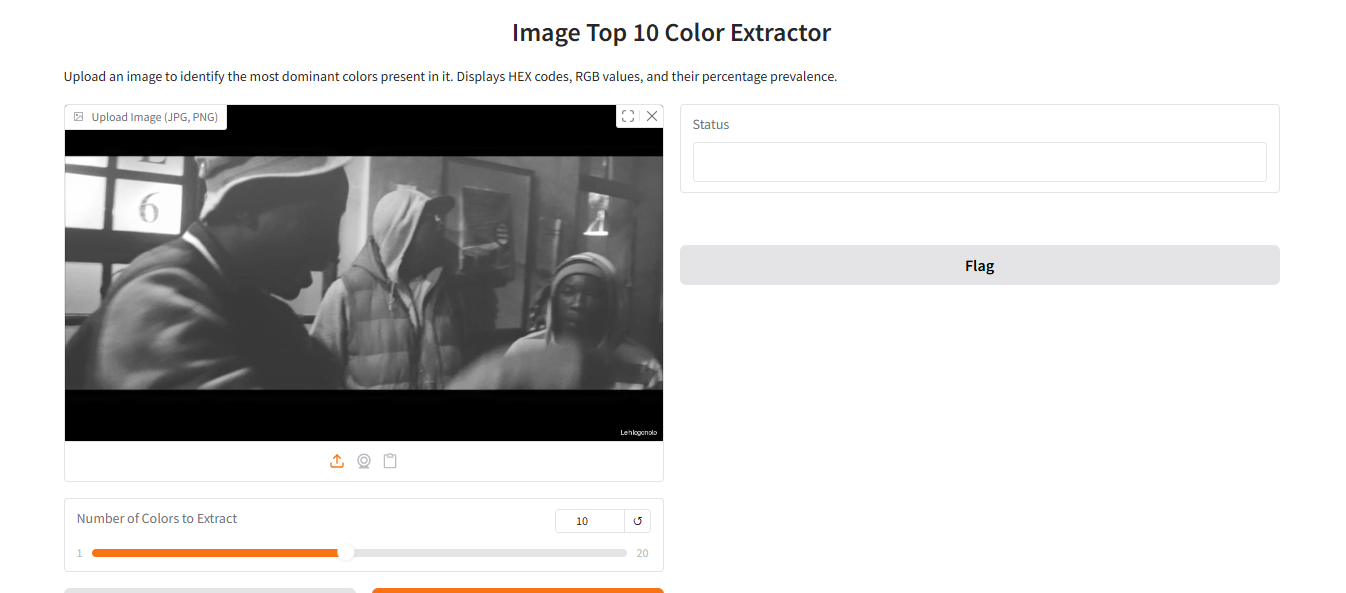 Image Top 10 Color Extractor
Upload an image to identify the most dominant colors present in it. Displays HEX codes, RGB values, and their percentage prevalence.
Upload Image (JPG, PNG)
6
Lehlogonolo
Status
Flag
Number of Colors to Extract
10
1
20